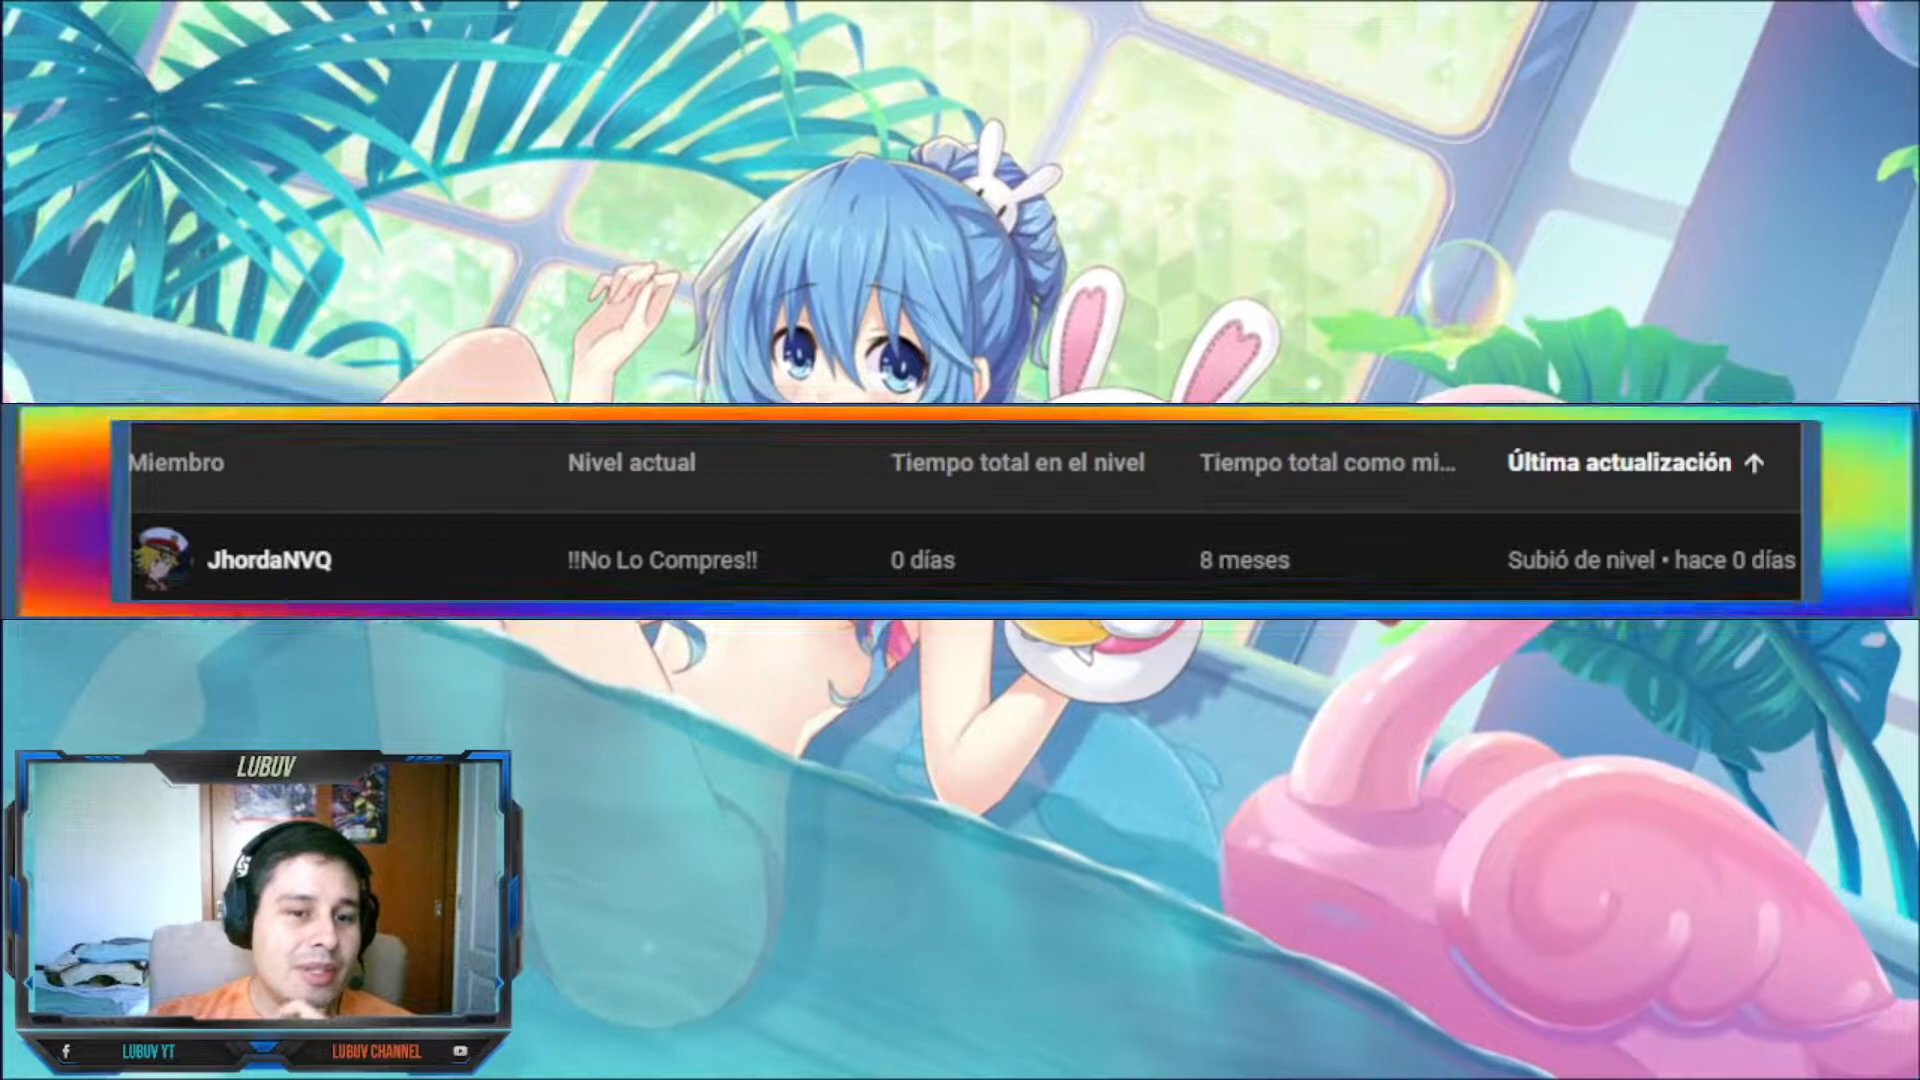 Miembro
Nivel actual
Tiempo total en el nivel
Tiempo total como mi...
Última actualización ↑
JhordaNVQ
!!No Lo Compres!!
0 días
8 meses
Subió de nivel • hace 0 días
LUBUV
LUBUV YT
LUBUV CHANNEL